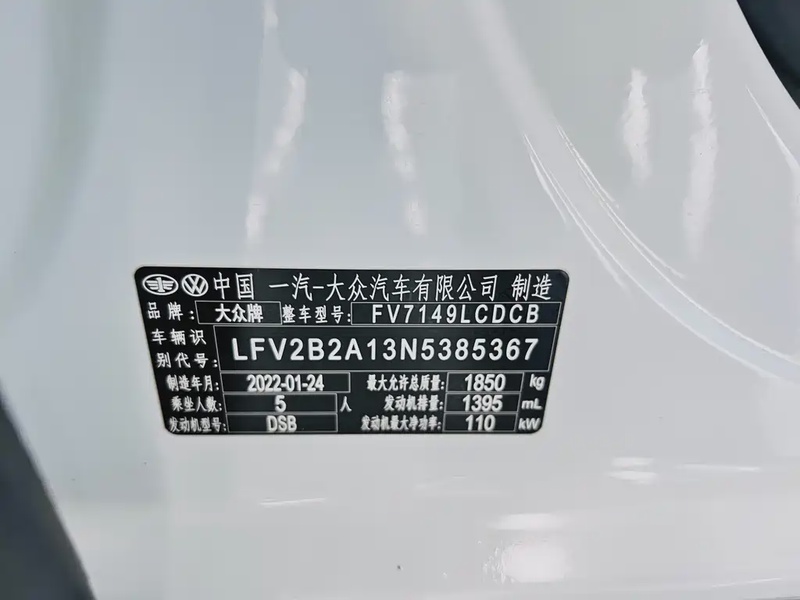 中国 一汽-大众汽车有限公司 制造
品牌: 大众牌 整车型号: FV7149LCDCB
车辆识别代号: LFV2B2A13N5385367
制造年月: 2022-01-24 最大允许总质量: 1850 kg
乘坐人数: 5 人 发动机排量: 1395 mL
发动机型号: DSB 发动机最大净功率: 110 kW